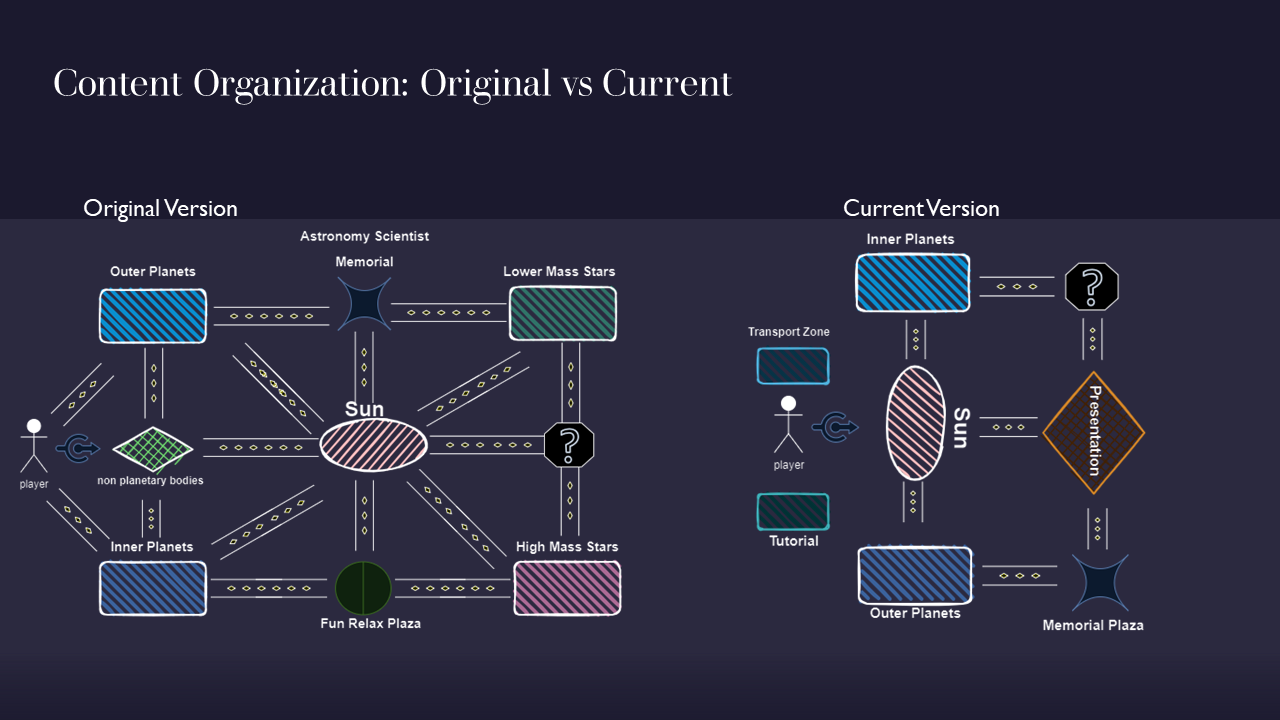 Content Organization: Original vs Current
Original Version
Astronomy Scientist
Memorial
Outer Planets
Lower Mass Stars
Sun
?
player
non planetary bodies
Inner Planets
High Mass Stars
Fun Relax Plaza
Current Version
Inner Planets
?
Transport Zone
Presentation
Sun
player
Tutorial
Outer Planets
Memorial Plaza